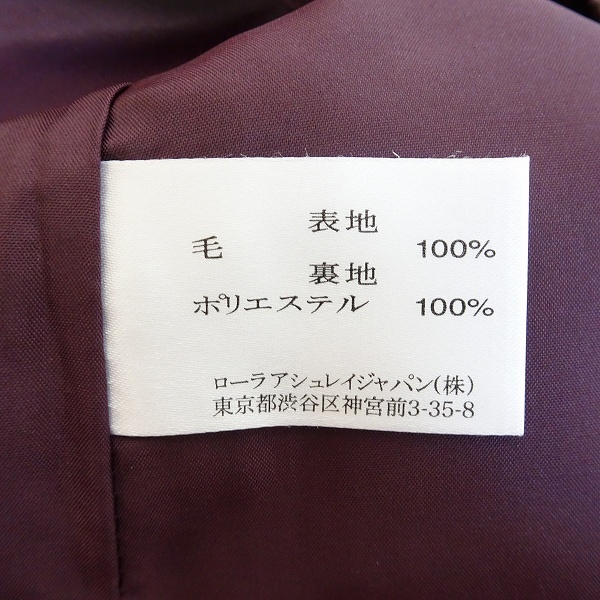 表地
毛 100%
裏地
ポリエステル 100%
ローラアシュレイジャパン(株)
東京都渋谷区神宮前3-35-8